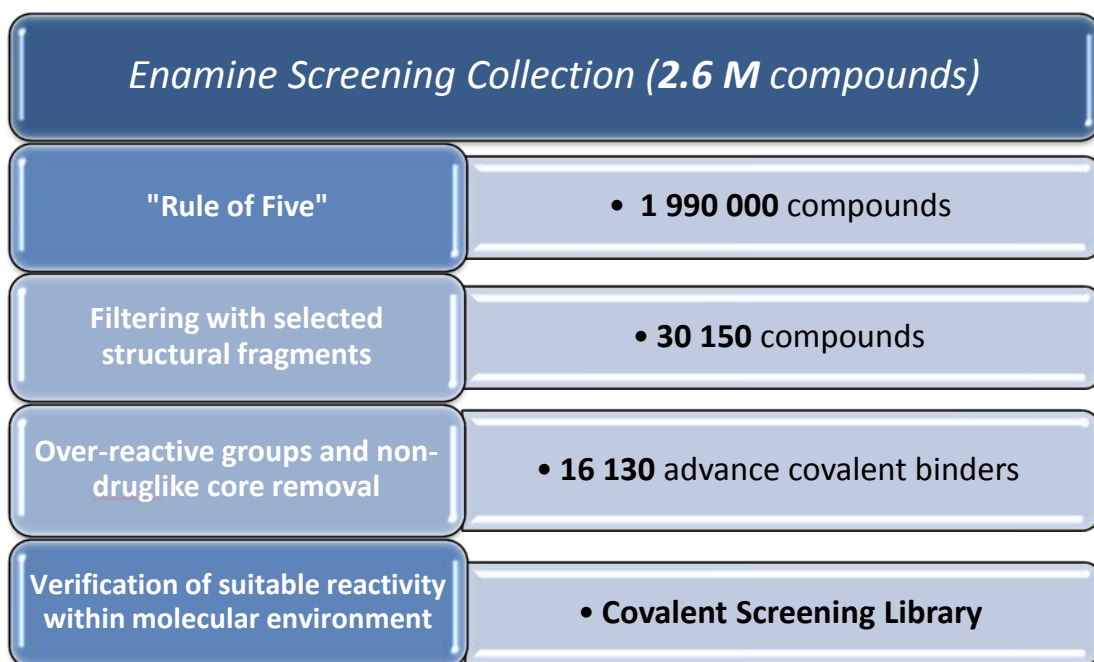 Enamine Screening Collection (2.6 M compounds)
"Rule of Five"
• 1 990 000 compounds
Filtering with selected
structural fragments
• 30 150 compounds
Over-reactive groups and non-
druglike core removal
• 16 130 advance covalent binders
Verification of suitable reactivity
within molecular environment
• Covalent Screening Library